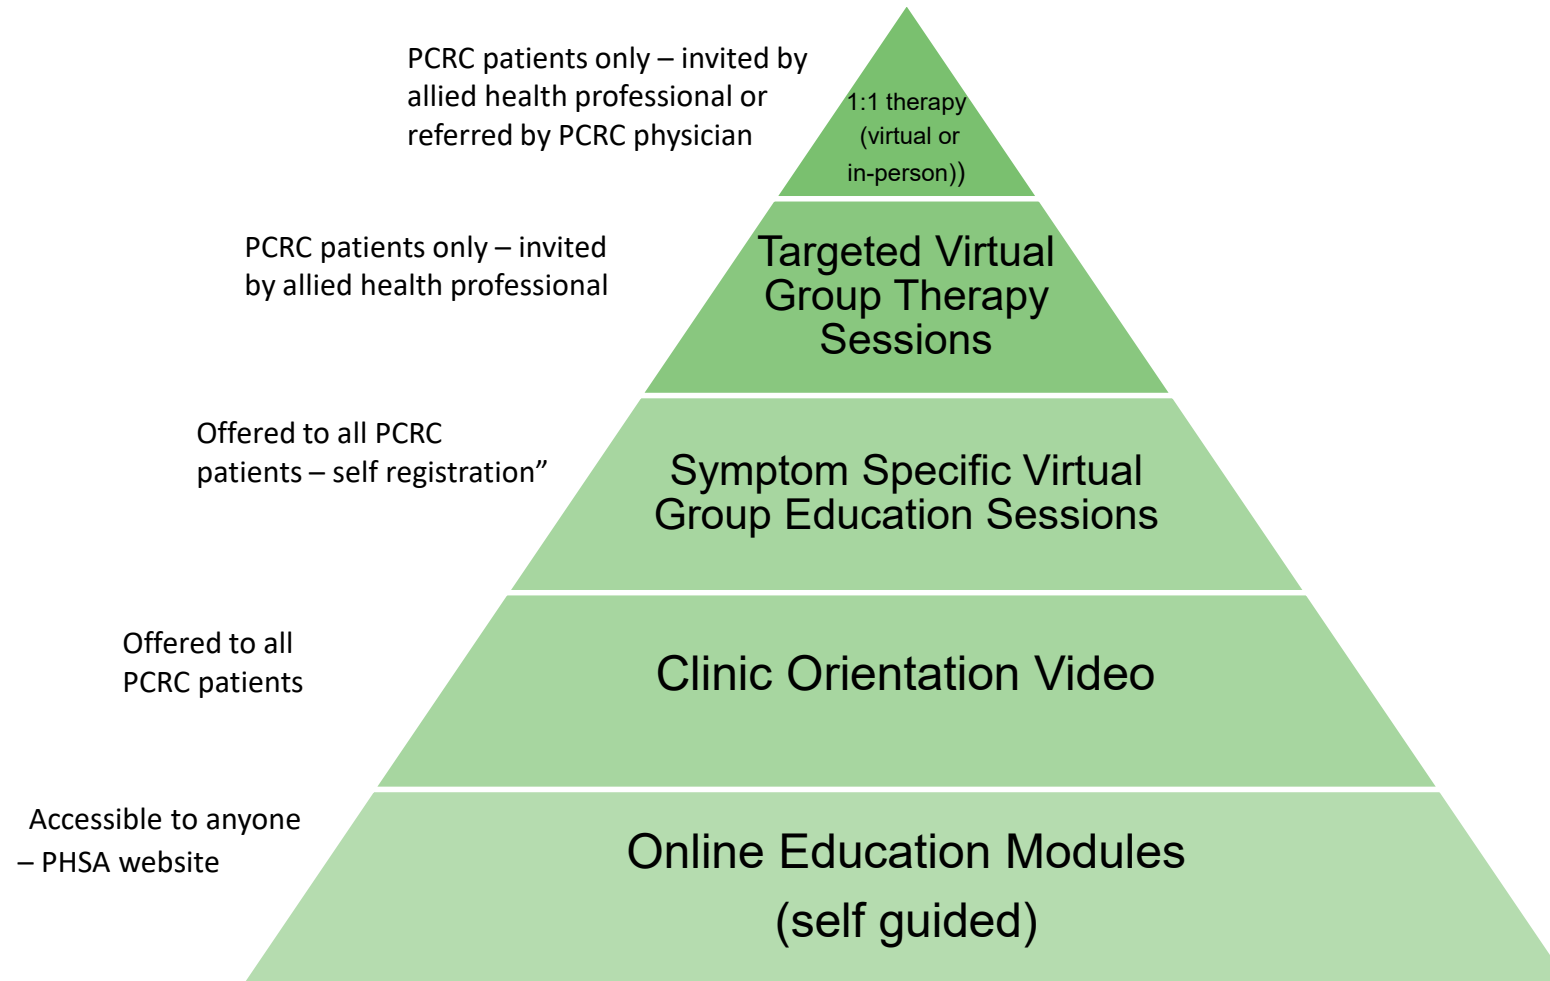 PCRC patients only – invited by
allied health professional or
referred by PCRC physician
1:1 therapy
(virtual or
in-person))
PCRC patients only – invited
by allied health professional
Targeted Virtual
Group Therapy
Sessions
Offered to all PCRC
patients – self registration”
Symptom Specific Virtual
Group Education Sessions
Offered to all
PCRC patients
Clinic Orientation Video
Accessible to anyone
– PHSA website
Online Education Modules
(self guided)